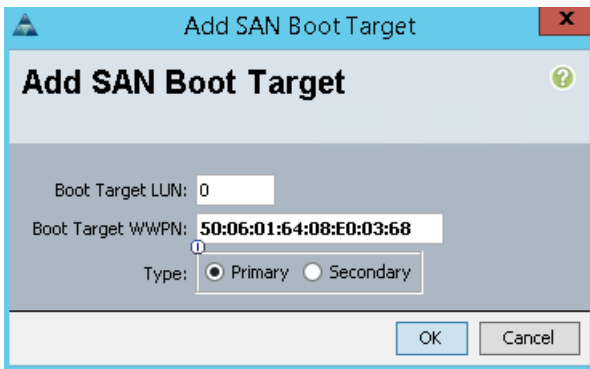 Add SAN Boot Target
Add SAN Boot Target
Boot Target LUN: 0
Boot Target WWPN: 50:06:01:64:08:E0:03:68
Type: Primary Secondary
OK Cancel